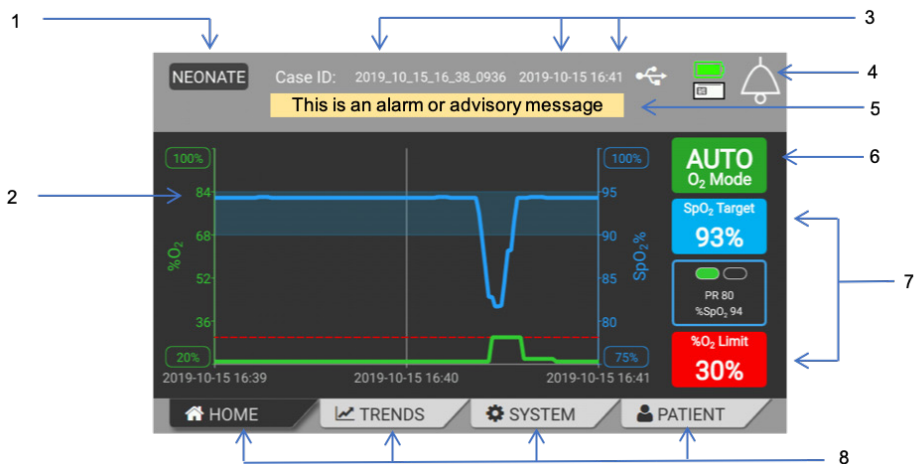 1
3
NEONATE
Case ID: 2019_10_15_16_38_0936 2019-10-15 16:41
4
This is an alarm or advisory message
5
100%
84
68
52
36
20%
%O₂
100%
95
90
85
80
75%
SpO₂%
2019-10-15 16:39
2019-10-15 16:40
2019-10-15 16:41
2
AUTO
O₂ Mode
6
SpO₂ Target
93%
PR 80
%SpO₂ 94
7
%O₂ Limit
30%
HOME
TRENDS
SYSTEM
PATIENT
8